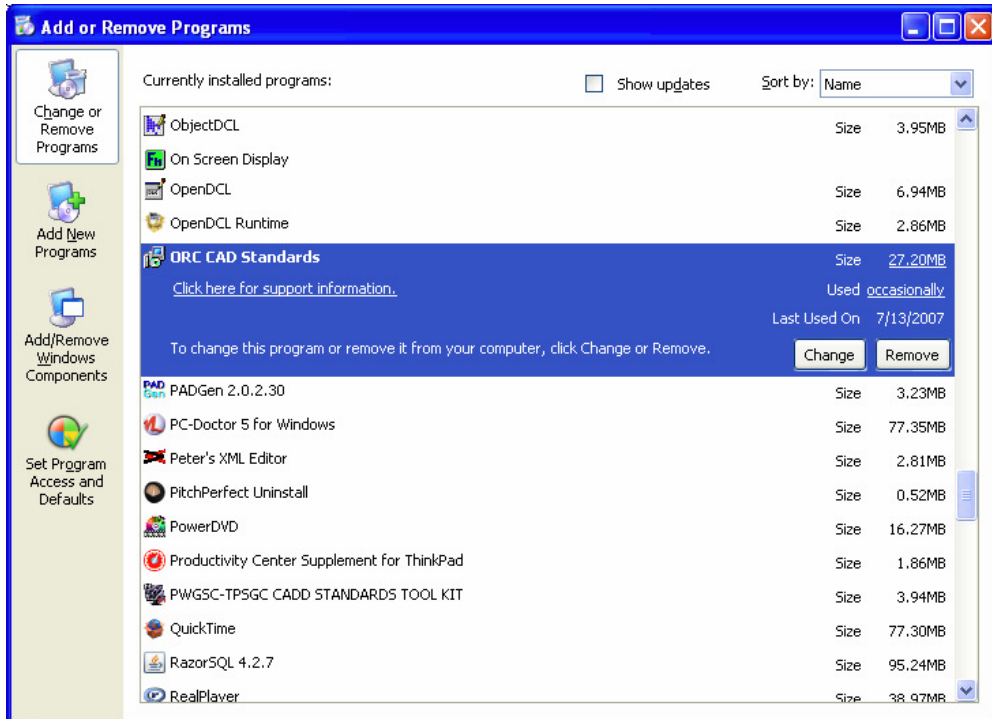 Add or Remove Programs
Change or
Remove
Programs
Add New
Programs
Add/Remove
Windows
Components
Set Program
Access and
Defaults
Currently installed programs:
Show updates
Sort by: Name
ObjectDCL Size 3.95MB
On Screen Display
OpenDCL Size 6.94MB
OpenDCL Runtime Size 2.86MB
ORC CAD Standards Size 27.20MB
Click here for support information. Used occasionally
Last Used On 7/13/2007
To change this program or remove it from your computer, click Change or Remove. Change Remove
PAD Gen PADGen 2.0.2.30 Size 3.23MB
PC-Doctor 5 for Windows Size 77.35MB
Peter's XML Editor Size 2.81MB
PitchPerfect Uninstall Size 0.52MB
PowerDVD Size 16.27MB
Productivity Center Supplement for ThinkPad Size 1.86MB
PWGSC-TPSGC CADD STANDARDS TOOL KIT Size 3.94MB
QuickTime Size 77.30MB
RazorSQL 4.2.7 Size 95.24MB
RealPlayer Size 38.97MB